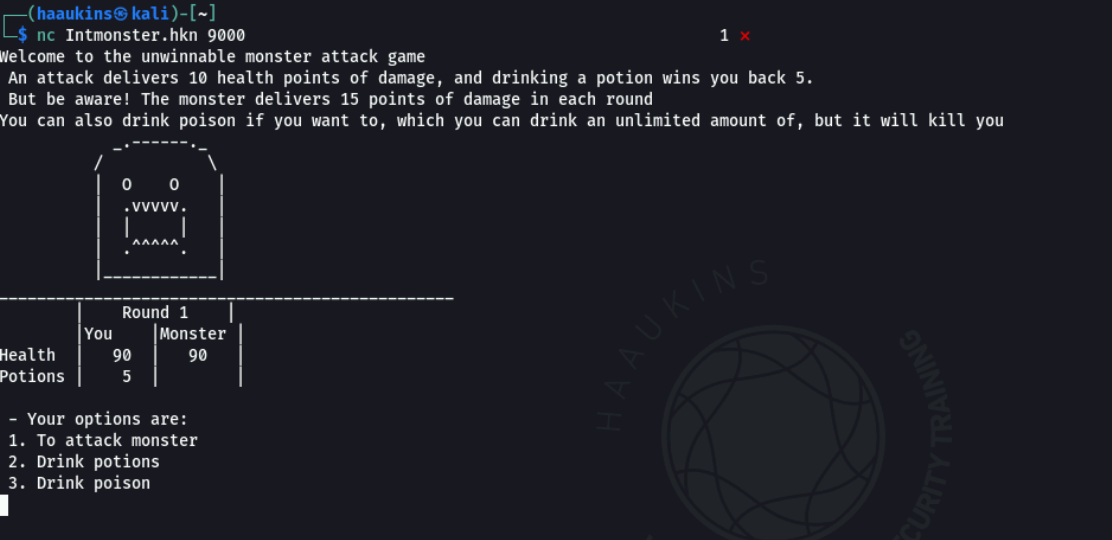 (haaukins㉿kali)-[~]
$ nc Intmonster.hkn 9000 1 ⨯
Welcome to the unwinnable monster attack game
An attack delivers 10 health points of damage, and drinking a potion wins you back 5.
But be aware! The monster delivers 15 points of damage in each round
You can also drink poison if you want to, which you can drink an unlimited amount of, but it will kill you
_.------._
/ \
| O O |
| .vvvvv. |
| | | |
| .^^^^^. |
|____________|
________________________________________________
| Round 1 |
|You |Monster |
Health | 90 | 90 |
Potions | 5 | |
- Your options are:
1. To attack monster
2. Drink potions
3. Drink poison
HAAUKINS
SECURITY TRAINING